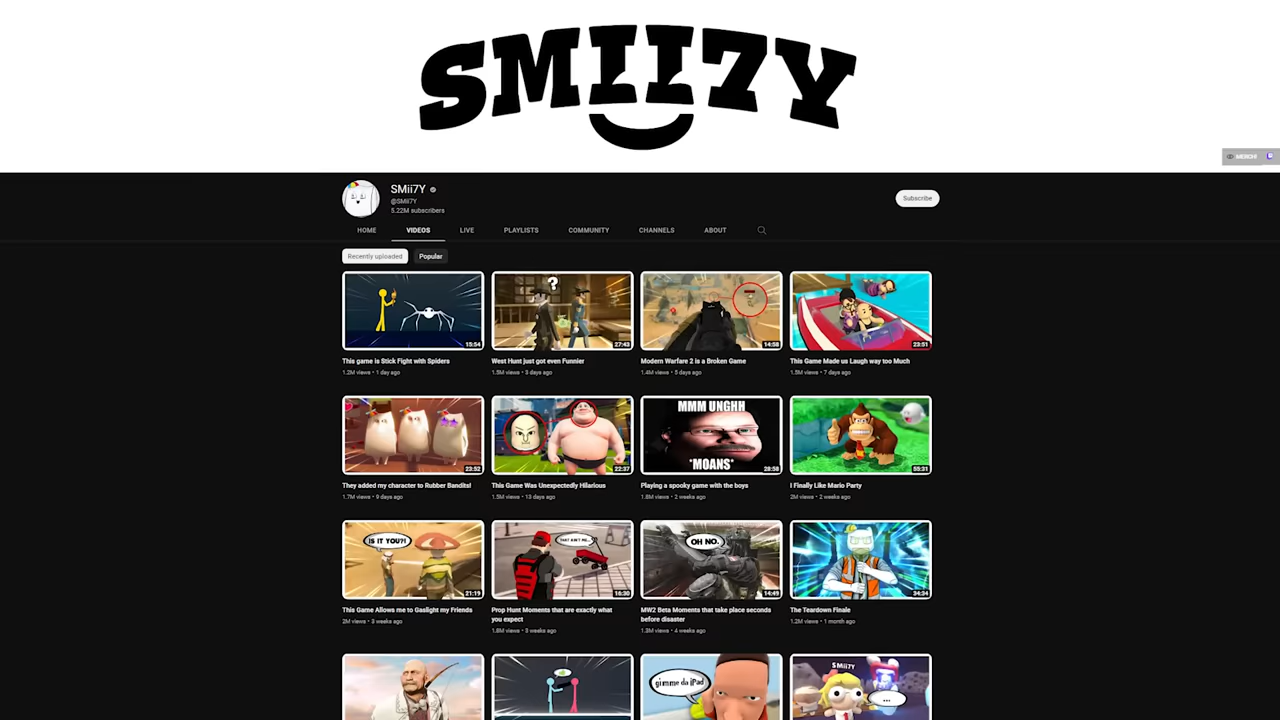 SMII7Y
MERCH!
SMii7Y
@SMii7Y
5.22M subscribers
Subscribe
HOME
VIDEOS
LIVE
PLAYLISTS
COMMUNITY
CHANNELS
ABOUT
Recently uploaded
Popular
15:54
?
27:43
14:58
23:51
This game is Stick Fight with Spiders
West Hunt just got even Funnier
Modern Warfare 2 is a Broken Game
This Game Made us Laugh way too Much
1.2M views • 1 day ago
1.5M views • 3 days ago
1.4M views • 5 days ago
1.5M views • 7 days ago
MMM UNGHH
*MOANS*
23:52
22:37
28:58
55:31
They added my character to Rubber Bandits!
This Game Was Unexpectedly Hilarious
Playing a spooky game with the boys
I Finally Like Mario Party
1.7M views • 9 days ago
1.5M views • 13 days ago
1.8M views • 2 weeks ago
2M views • 2 weeks ago
IS IT YOU?!
THAT AIN'T ME...
OH NO.
21:19
16:30
14:49
34:34
This Game Allows me to Gaslight my Friends
Prop Hunt Moments that are exactly what
you expect
MW2 Beta Moments that take place seconds
before disaster
The Teardown Finale
2M views • 3 weeks ago
1.8M views • 3 weeks ago
1.3M views • 4 weeks ago
1.2M views • 1 month ago
gimme da iPad
SMII7Y
...